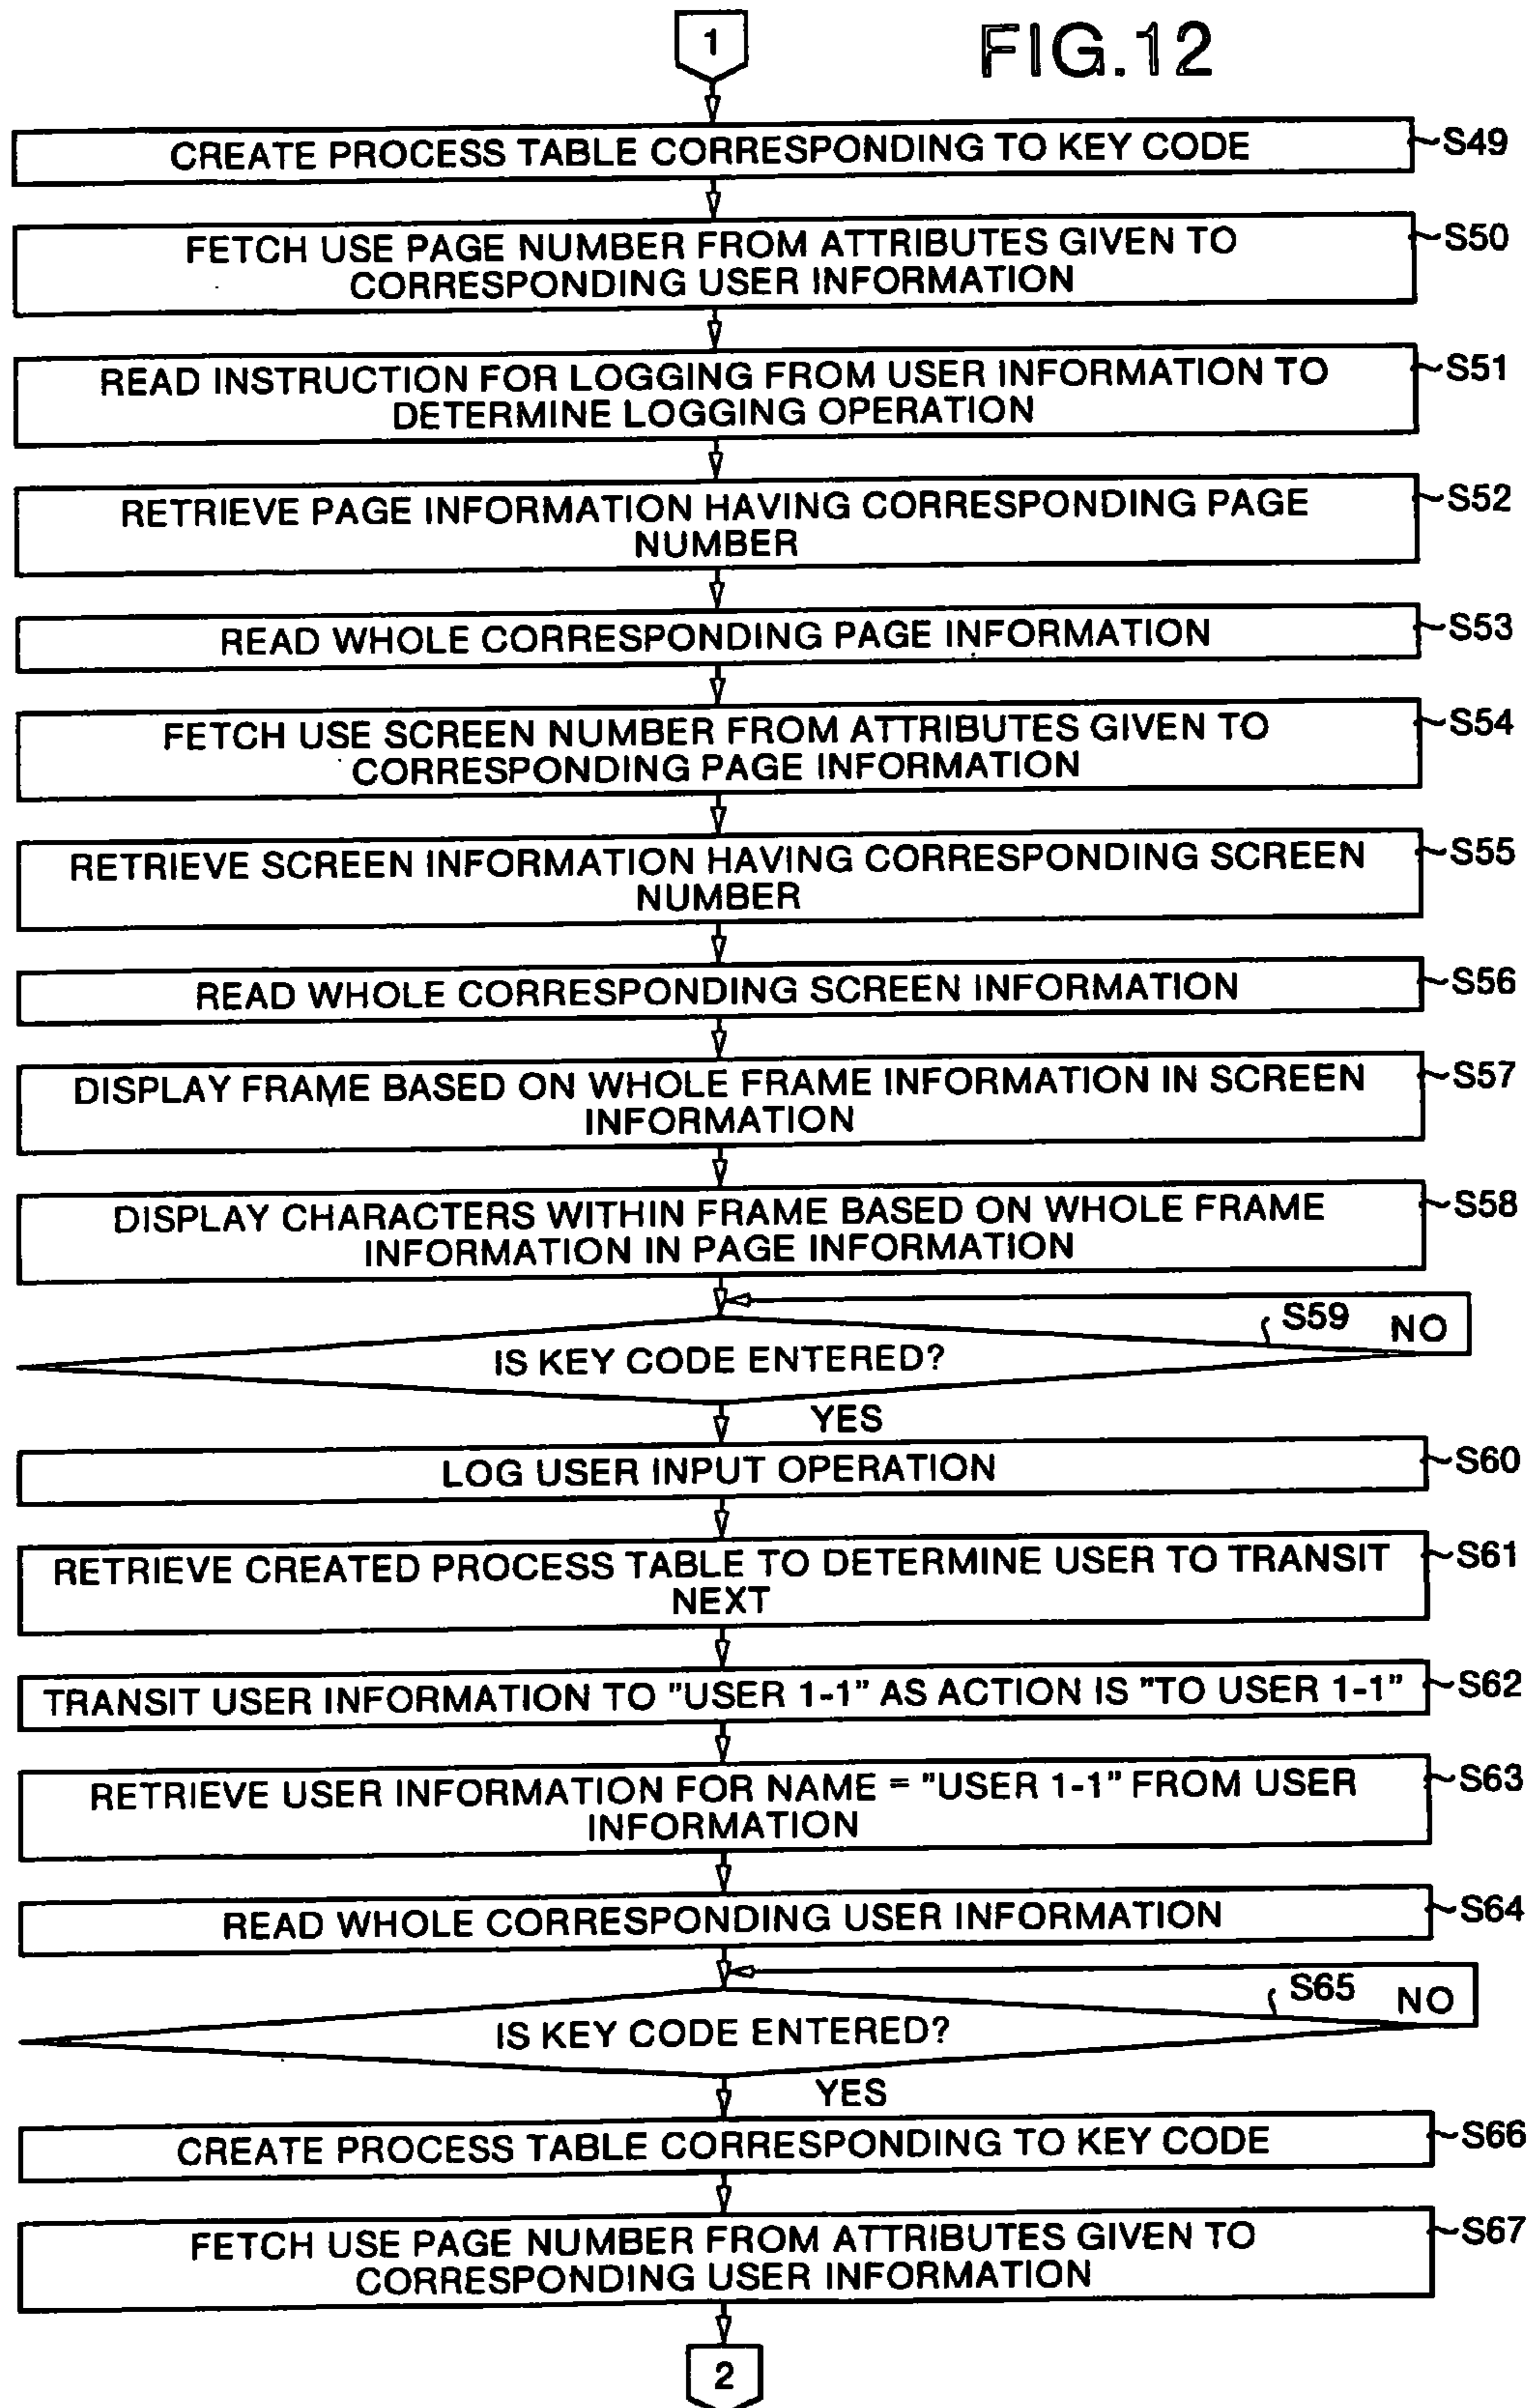 1
FIG.12
CREATE PROCESS TABLE CORRESPONDING TO KEY CODE
S49
FETCH USE PAGE NUMBER FROM ATTRIBUTES GIVEN TO
CORRESPONDING USER INFORMATION
S50
READ INSTRUCTION FOR LOGGING FROM USER INFORMATION TO
DETERMINE LOGGING OPERATION
S51
RETRIEVE PAGE INFORMATION HAVING CORRESPONDING PAGE
NUMBER
S52
READ WHOLE CORRESPONDING PAGE INFORMATION
S53
FETCH USE SCREEN NUMBER FROM ATTRIBUTES GIVEN TO
CORRESPONDING PAGE INFORMATION
S54
RETRIEVE SCREEN INFORMATION HAVING CORRESPONDING SCREEN
NUMBER
S55
READ WHOLE CORRESPONDING SCREEN INFORMATION
S56
DISPLAY FRAME BASED ON WHOLE FRAME INFORMATION IN SCREEN
INFORMATION
S57
DISPLAY CHARACTERS WITHIN FRAME BASED ON WHOLE FRAME
INFORMATION IN PAGE INFORMATION
S58
S59
NO
IS KEY CODE ENTERED?
YES
LOG USER INPUT OPERATION
S60
RETRIEVE CREATED PROCESS TABLE TO DETERMINE USER TO TRANSIT
NEXT
S61
TRANSIT USER INFORMATION TO "USER 1-1" AS ACTION IS "TO USER 1-1"
S62
RETRIEVE USER INFORMATION FOR NAME = "USER 1-1" FROM USER
INFORMATION
S63
READ WHOLE CORRESPONDING USER INFORMATION
S64
S65
NO
IS KEY CODE ENTERED?
YES
CREATE PROCESS TABLE CORRESPONDING TO KEY CODE
S66
FETCH USE PAGE NUMBER FROM ATTRIBUTES GIVEN TO
CORRESPONDING USER INFORMATION
S67
2